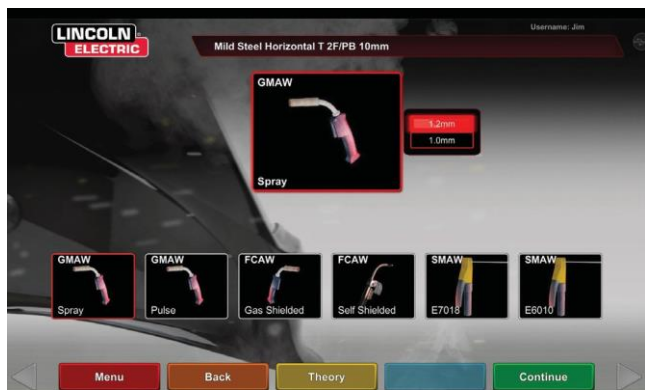 Username: Jim
LINCOLN
ELECTRIC
Mild Steel Horizontal T 2F/PB 10mm
GMAW
Spray
1.2mm
1.0mm
GMAW
Spray
GMAW
Pulse
FCAW
Gas Shielded
FCAW
Self Shielded
SMAW
E7018
SMAW
E6010
Menu
Back
Theory
Continue